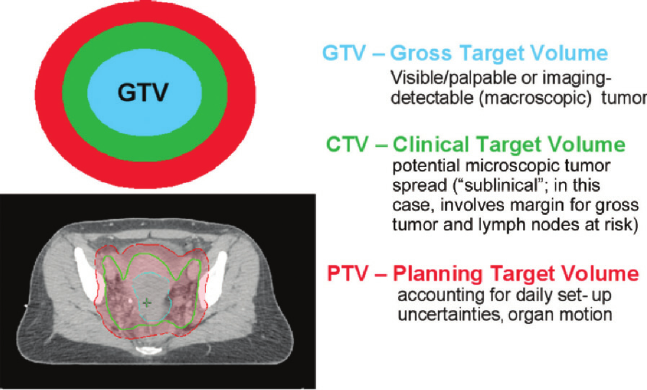 GTV
GTV – Gross Target Volume
Visible/palpable or imaging-
detectable (macroscopic) tumor
CTV – Clinical Target Volume
potential microscopic tumor
spread (“sublinical”; in this
case, involves margin for gross
tumor and lymph nodes at risk)
PTV – Planning Target Volume
accounting for daily set- up
uncertainties, organ motion